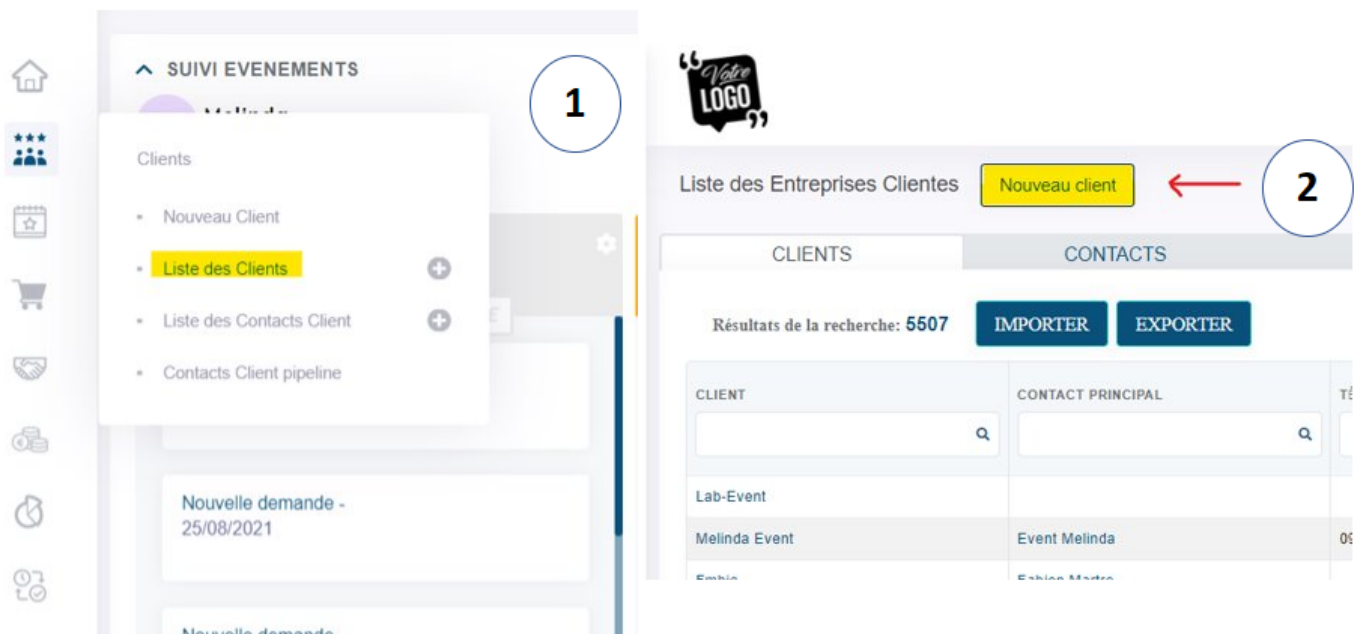 SUIVI EVENEMENTS
1
Clients
Nouveau Client
Liste des Clients
Liste des Contacts Client
€
Contacts Client pipeline
Nouvelle demande -
25/08/2021
“Votre
LOGO”
Liste des Entreprises Clientes
Nouveau client
2
CLIENTS
CONTACTS
Résultats de la recherche: 5507
IMPORTER
EXPORTER
CLIENT
CONTACT PRINCIPAL
TÉ
Lab-Event
Melinda Event
Event Melinda
09